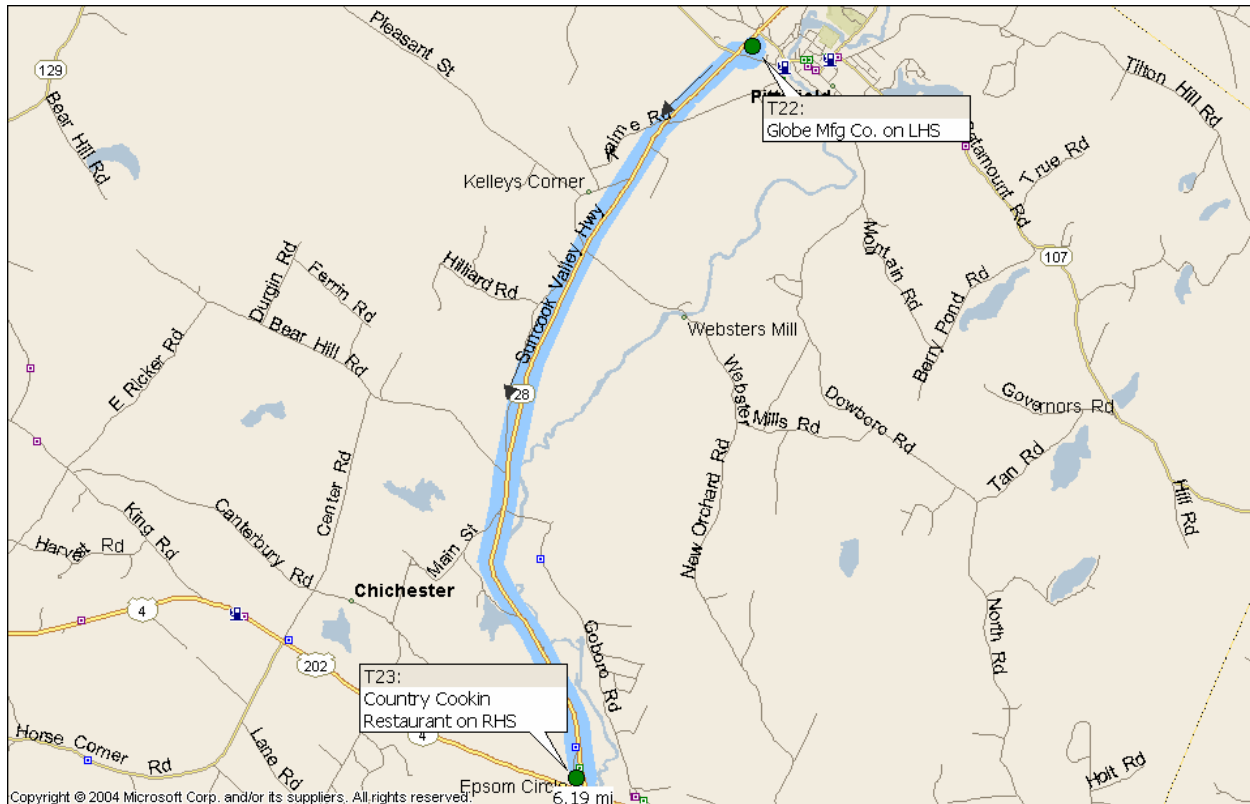 Pleasant St
129
Bear Hill Rd
Tilton Hill Rd
T22:
Globe Mfg Co. on LHS
Catamount Rd
True Rd
Kelleys Corner
Suncook Valley Hwy
Hilliard Rd
Durgin Rd
Ferrin Rd
Bear Hill Rd
E Ricker Rd
Mountain Rd
107
Berry Pond Rd
Websters Mill
Webster
Mills Rd
28
Dowboro Rd
Governors Rd
Tan Rd
Hill Rd
New Orchard Rd
Center Rd
Canterbury Rd
King Rd
Rd
Main St
Chichester
4
202
Goboro Rd
North Rd
T23:
Country Cookin
Restaurant on RHS
4
Horse Corner Rd
Lane Rd
Epsom Circle
6.19 mi
Holt Rd
Copyright © 2004 Microsoft Corp. and/or its suppliers. All rights reserved.